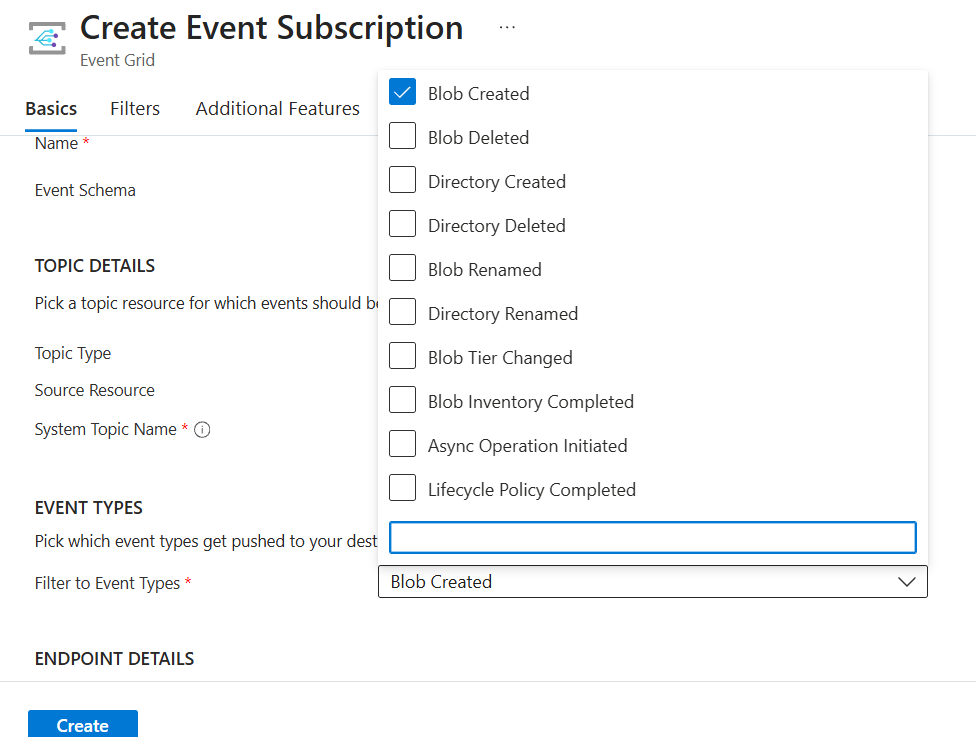 Create Event Subscription ...
Event Grid
Basics Filters Additional Features
Name *
Event Schema
TOPIC DETAILS
Pick a topic resource for which events should b
Topic Type
Source Resource
System Topic Name *
EVENT TYPES
Pick which event types get pushed to your dest
Filter to Event Types *
Blob Created
Blob Deleted
Directory Created
Directory Deleted
Blob Renamed
Directory Renamed
Blob Tier Changed
Blob Inventory Completed
Async Operation Initiated
Lifecycle Policy Completed
Blob Created
ENDPOINT DETAILS
Create